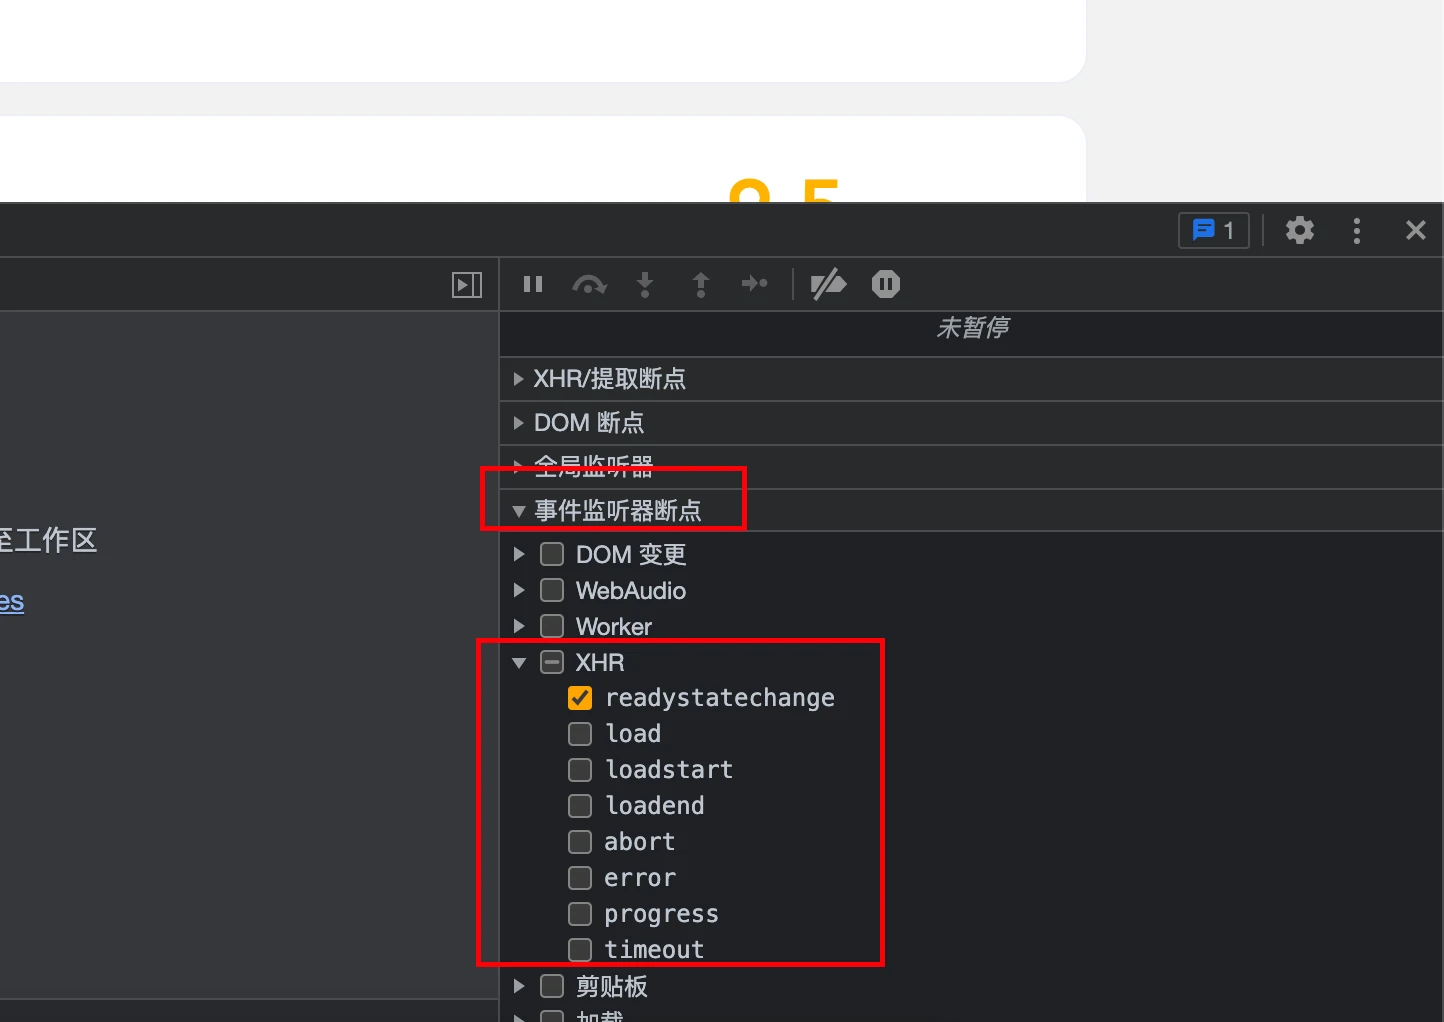 9.5
1
未暂停
XHR/提取断点
DOM 断点
全局监听器
事件监听器断点
至工作区
DOM 变更
WebAudio
es
Worker
XHR
readystatechange
load
loadstart
loadend
abort
error
progress
timeout
剪贴板
加载